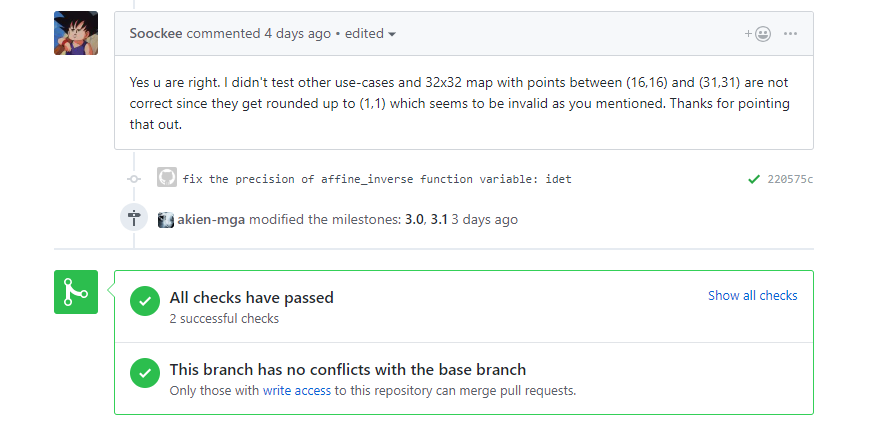 Soockee commented 4 days ago • edited
Yes u are right. I didn't test other use-cases and 32x32 map with points between (16,16) and (31,31) are not
correct since they get rounded up to (1,1) which seems to be invalid as you mentioned. Thanks for pointing
that out.
fix the precision of affine_inverse function variable: idet 220575c
akien-mga modified the milestones: 3.0, 3.1 3 days ago
All checks have passed Show all checks
2 successful checks
This branch has no conflicts with the base branch
Only those with write access to this repository can merge pull requests.